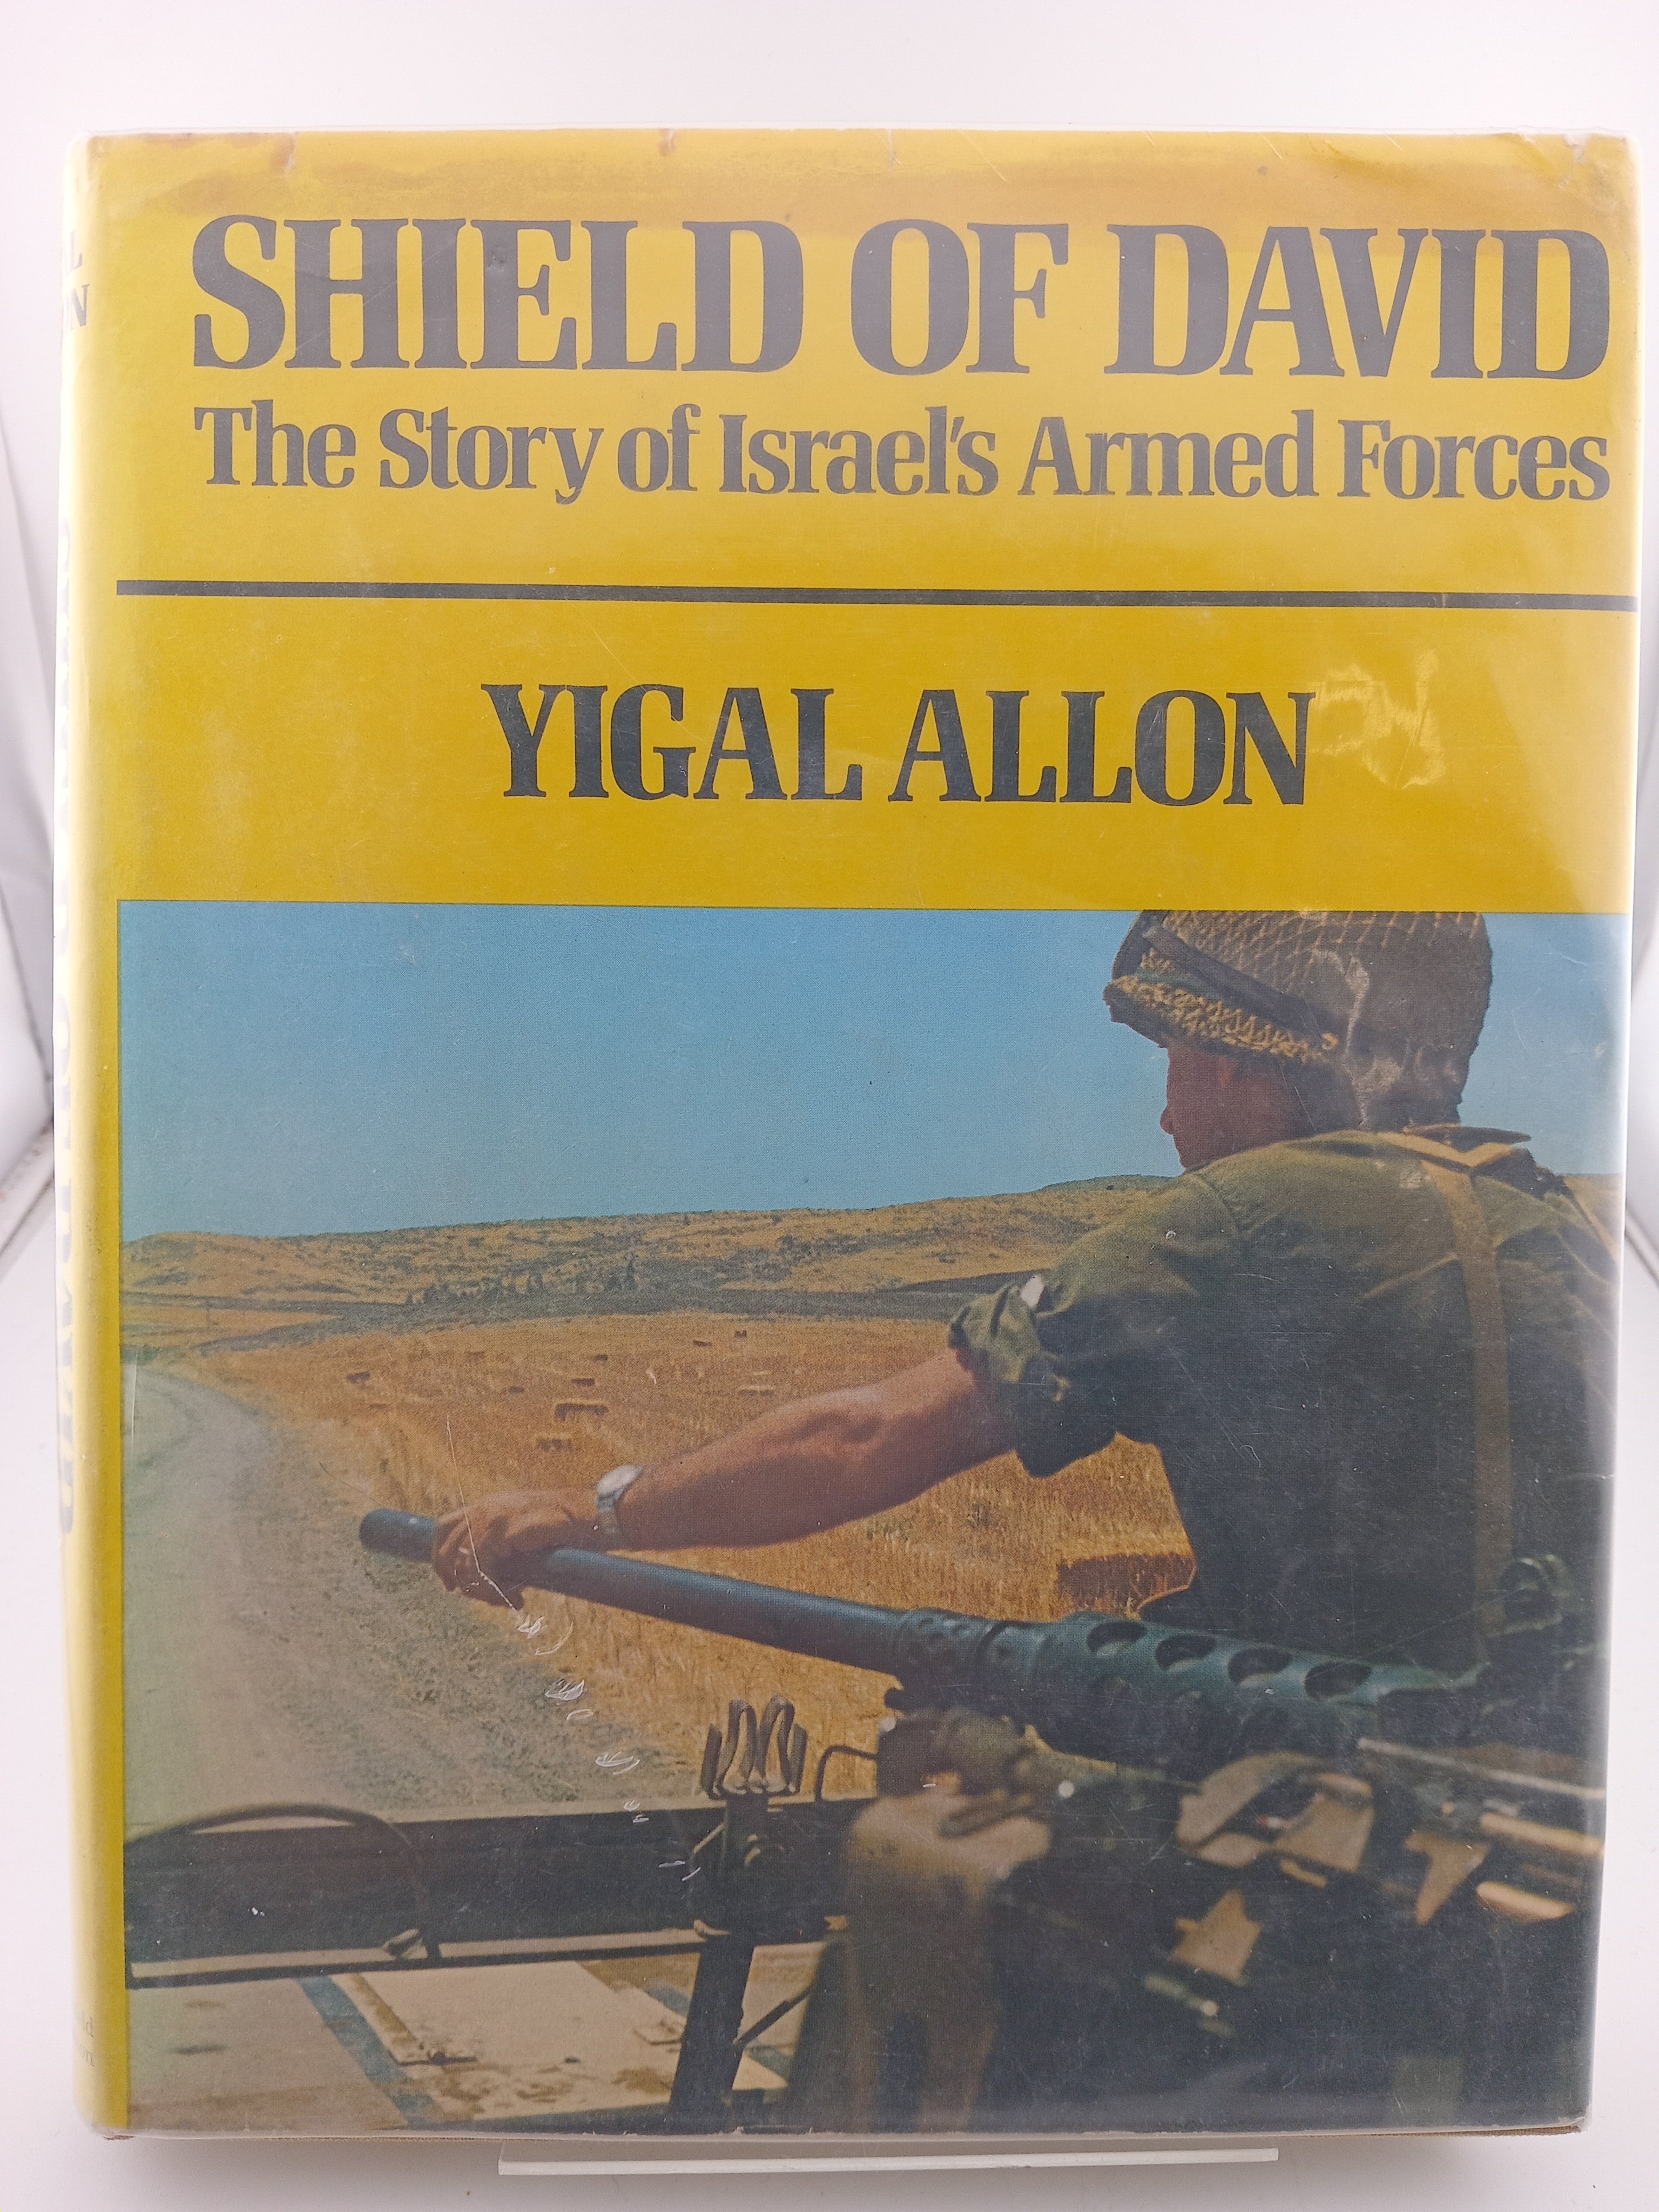 SHIELD OF DAVID
The Story of Israel's Armed Forces
YIGAL ALLON